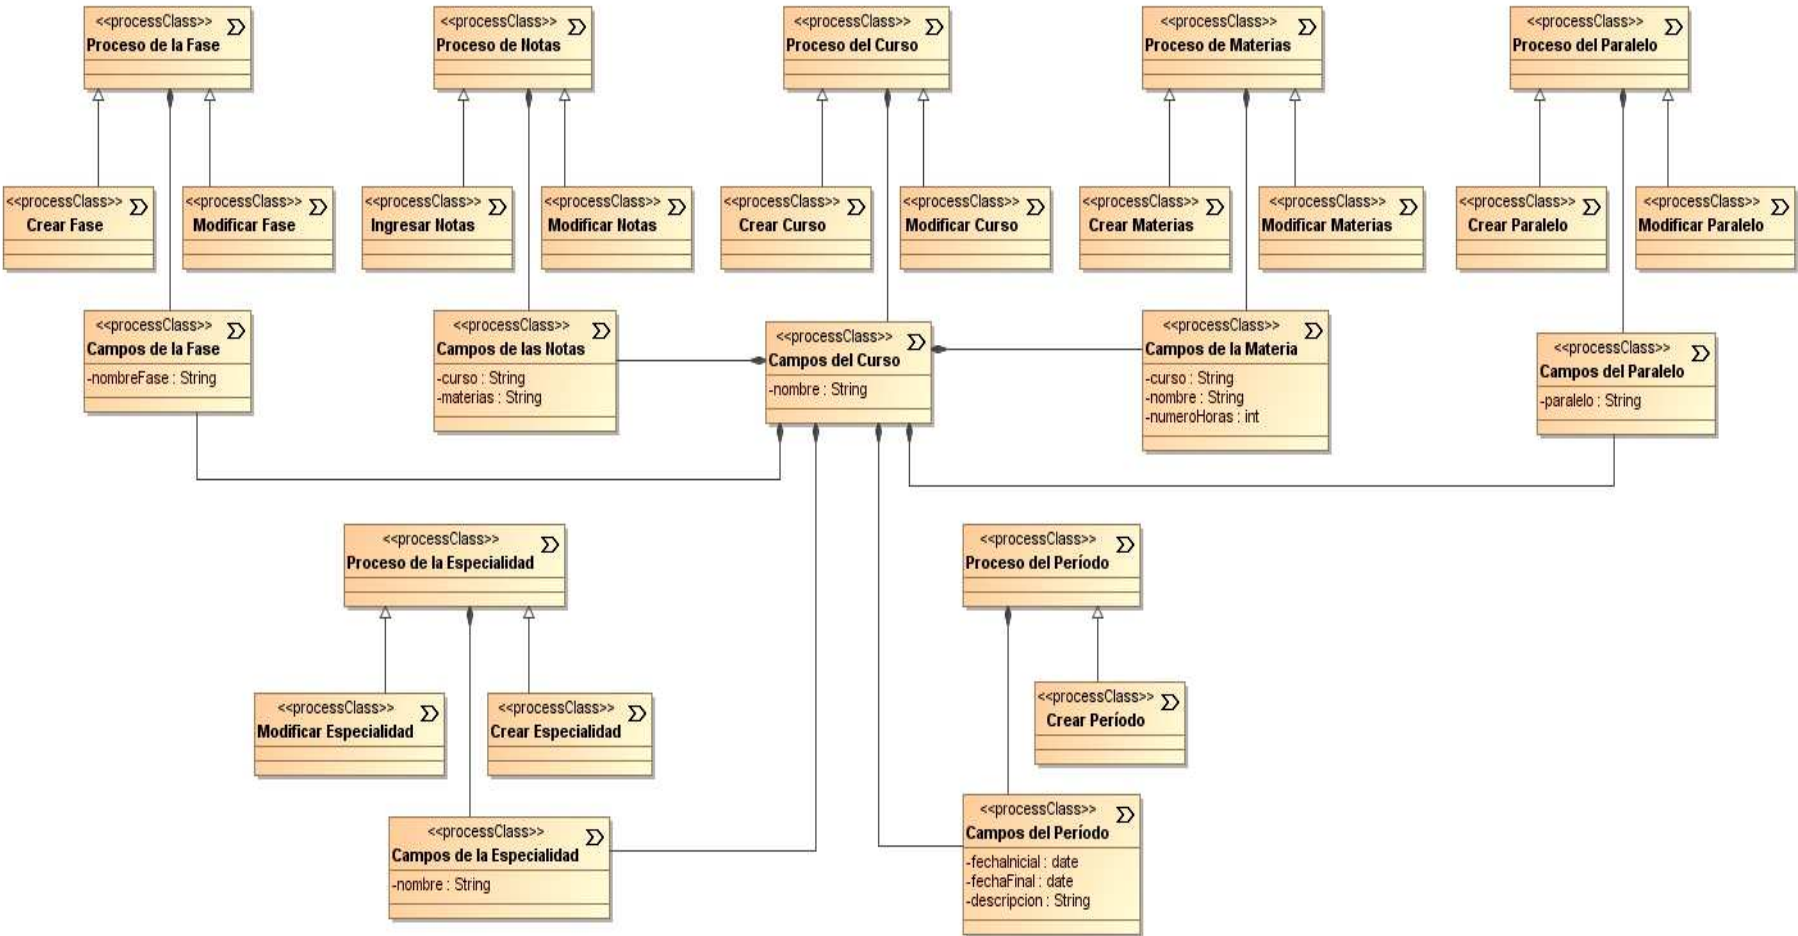 <<processClass>>
Proceso de la Fase
<<processClass>>
Proceso de Notas
<<processClass>>
Proceso del Curso
<<processClass>>
Proceso de Materias
<<processClass>>
Proceso del Paralelo
<<processClass>>
Crear Fase
<<processClass>>
Modificar Fase
<<processClass>>
Ingresar Notas
<<processClass>>
Modificar Notas
<<processClass>>
Crear Curso
<<processClass>>
Modificar Curso
<<processClass>>
Crear Materias
<<processClass>>
Modificar Materias
<<processClass>>
Crear Paralelo
<<processClass>>
Modificar Paralelo
<<processClass>>
Campos de la Fase
-nombreFase : String
<<processClass>>
Campos de las Notas
-curso : String
-materias : String
<<processClass>>
Campos del Curso
-nombre : String
<<processClass>>
Campos de la Materia
-curso : String
-nombre : String
-numeroHoras : int
<<processClass>>
Campos del Paralelo
-paralelo : String
<<processClass>>
Proceso de la Especialidad
<<processClass>>
Proceso del Período
<<processClass>>
Modificar Especialidad
<<processClass>>
Crear Especialidad
<<processClass>>
Crear Período
<<processClass>>
Campos de la Especialidad
-nombre : String
<<processClass>>
Campos del Período
-fechaInicial : date
-fechaFinal : date
-descripcion : String